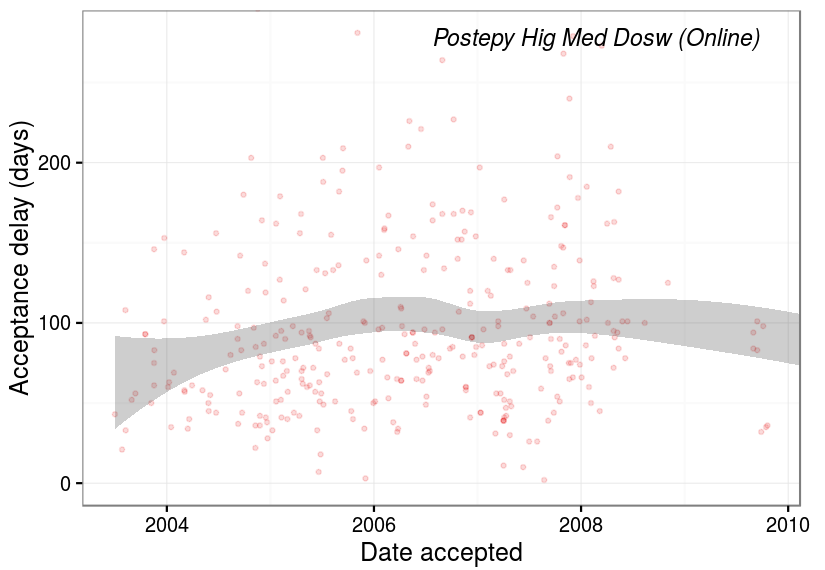 Postepy Hig Med Dosw (Online)
Acceptance delay (days)
200
100
0
2004 2006 2008 2010
Date accepted